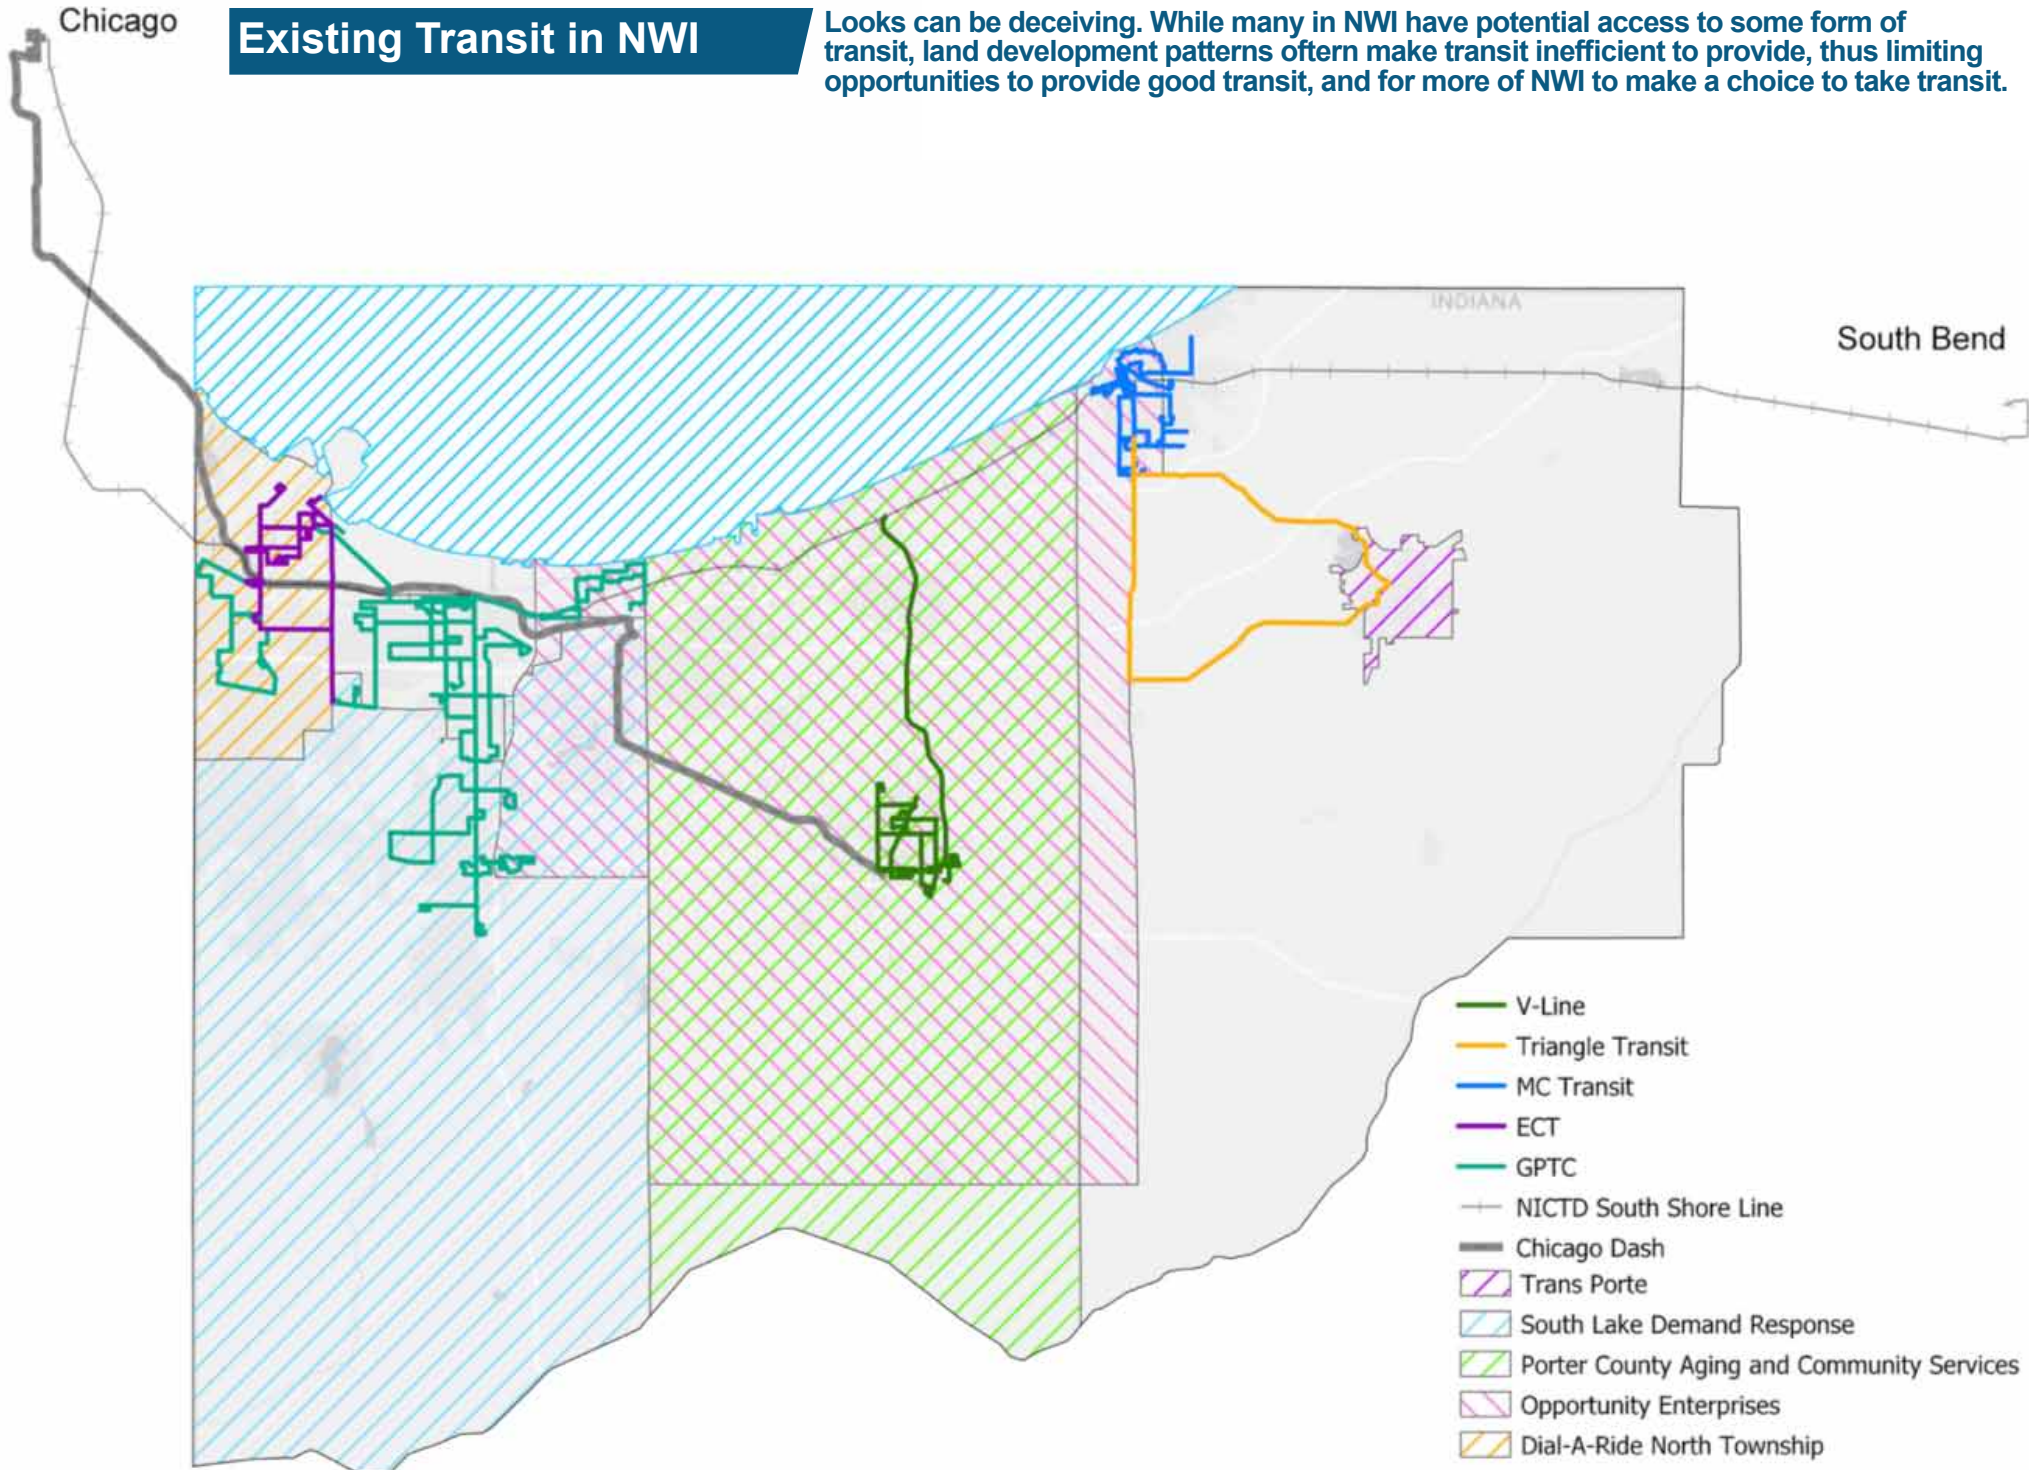 Chicago
Existing Transit in NWI
Looks can be deceiving. While many in NWI have potential access to some form of
transit, land development patterns oftern make transit inefficient to provide, thus limiting
opportunities to provide good transit, and for more of NWI to make a choice to take transit.
INDIANA
South Bend
V-Line
Triangle Transit
MC Transit
ECT
GPTC
NICTD South Shore Line
Chicago Dash
Trans Porte
South Lake Demand Response
Porter County Aging and Community Services
Opportunity Enterprises
Dial-A-Ride North Township